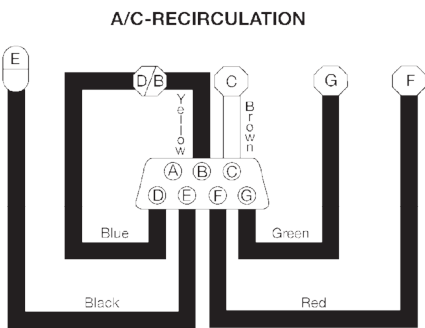 A/C-RECIRCULATION
E
D/B
C
G
F
Yellow
Brown
A B C
D E F G
Blue
Green
Black
Red